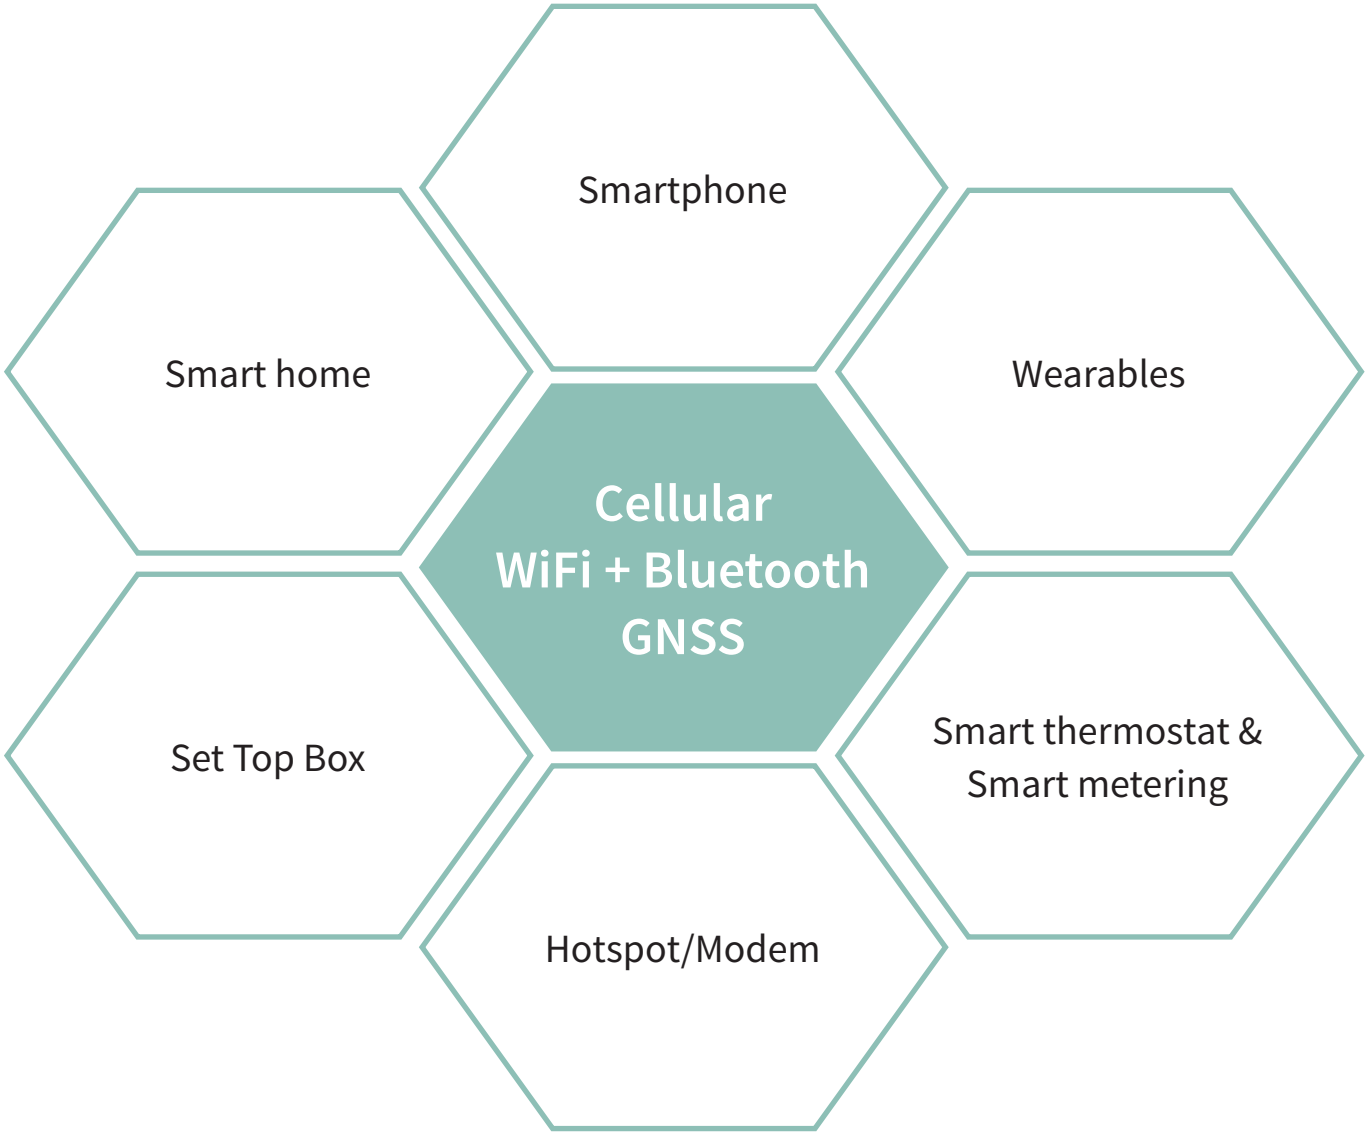 Smartphone
Smart home
Wearables
Cellular
WiFi + Bluetooth
GNSS
Set Top Box
Smart thermostat &
Smart metering
Hotspot/Modem